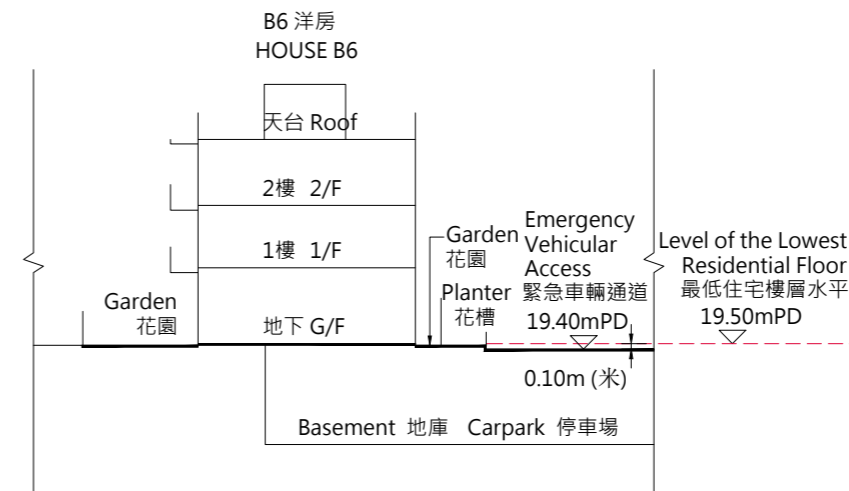 B6 洋房
HOUSE B6
天台 Roof
2樓 2/F
1樓 1/F
地下 G/F
Garden
花園
Garden
花園
Planter
花槽
Emergency
Vehicular
Access
緊急車輛通道
19.40mPD
0.10m (米)
Level of the Lowest
Residential Floor
最低住宅樓層水平
19.50mPD
Basement 地庫 Carpark 停車場